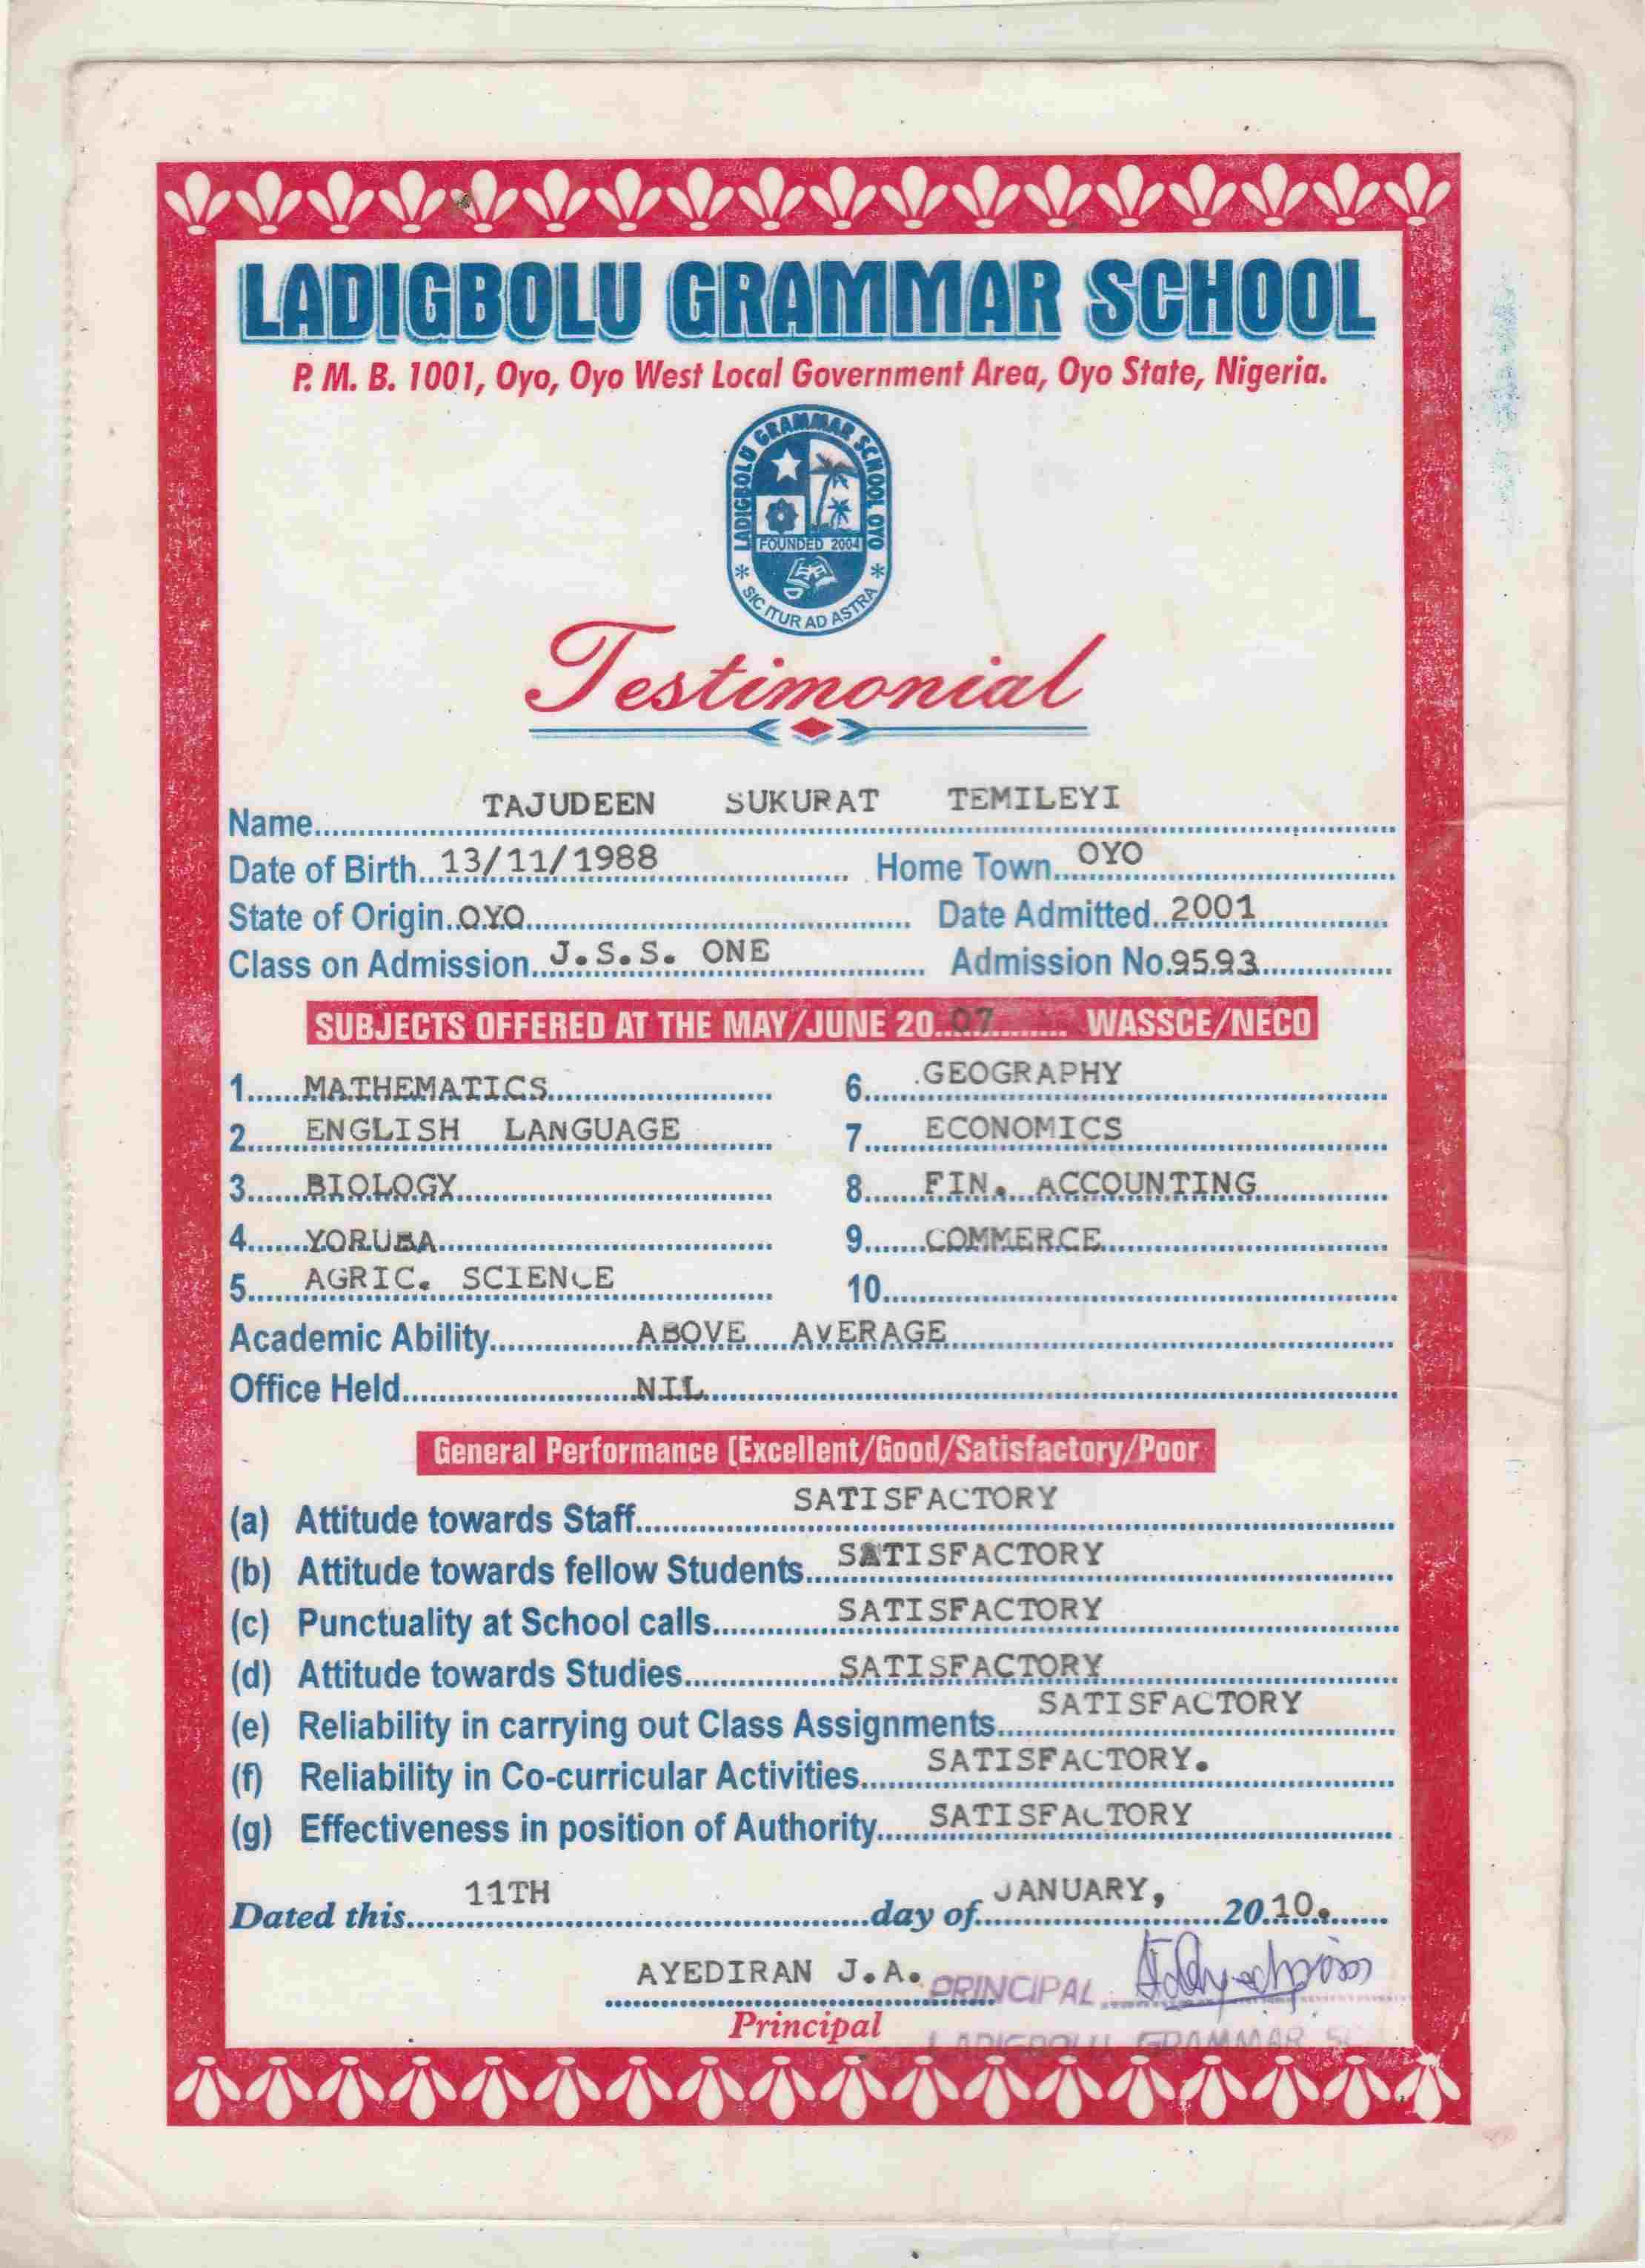 LADIGBOLU GRAMMAR SCHOOL
P. M. B. 1001, Oyo, Oyo West Local Government Area, Oyo State, Nigeria.
LADIGBOLU GRAMMAR SCHOOL OYO
FOUNDED 2004
* SIC ITUR AD ASTRA *
Testimonial
Name TAJUDEEN SUKURAT TEMILEYI
Date of Birth 13/11/1988 Home Town OYO
State of Origin OYO Date Admitted 2001
Class on Admission J.S.S. ONE Admission No. 9593
SUBJECTS OFFERED AT THE MAY/JUNE 20 07 WASSCE/NECO
1 MATHEMATICS 6 GEOGRAPHY
2 ENGLISH LANGUAGE 7 ECONOMICS
3 BIOLOGY 8 FIN. ACCOUNTING
4 YORUBA 9 COMMERCE
5 AGRIC. SCIENCE 10
Academic Ability ABOVE AVERAGE
Office Held NIL
General Performance (Excellent/Good/Satisfactory/Poor
(a) Attitude towards Staff SATISFACTORY
(b) Attitude towards fellow Students SATISFACTORY
(c) Punctuality at School calls SATISFACTORY
(d) Attitude towards Studies SATISFACTORY
(e) Reliability in carrying out Class Assignments SATISFACTORY
(f) Reliability in Co-curricular Activities SATISFACTORY.
(g) Effectiveness in position of Authority SATISFACTORY
Dated this 11TH day of JANUARY, 2010.
AYEDIRAN J.A. PRINCIPAL
Principal LADIGBOLU GRAMMAR